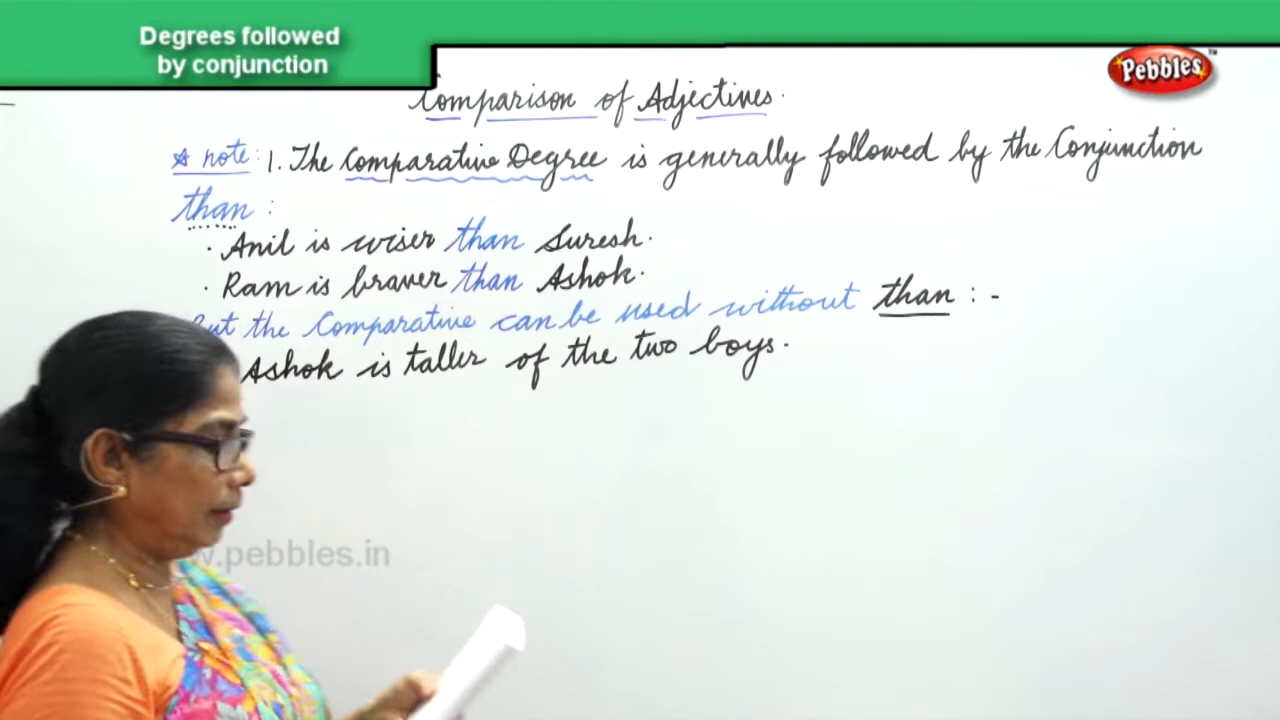 Degrees followed
by conjunction
Pebbles™
Comparison of Adjectives.
A note: 1. The Comparative Degree is generally followed by the Conjunction
than:
· Anil is wiser than Suresh.
· Ram is braver than Ashok.
But the Comparative can be used without than : -
Ashok is taller of the two boys.
www.pebbles.in